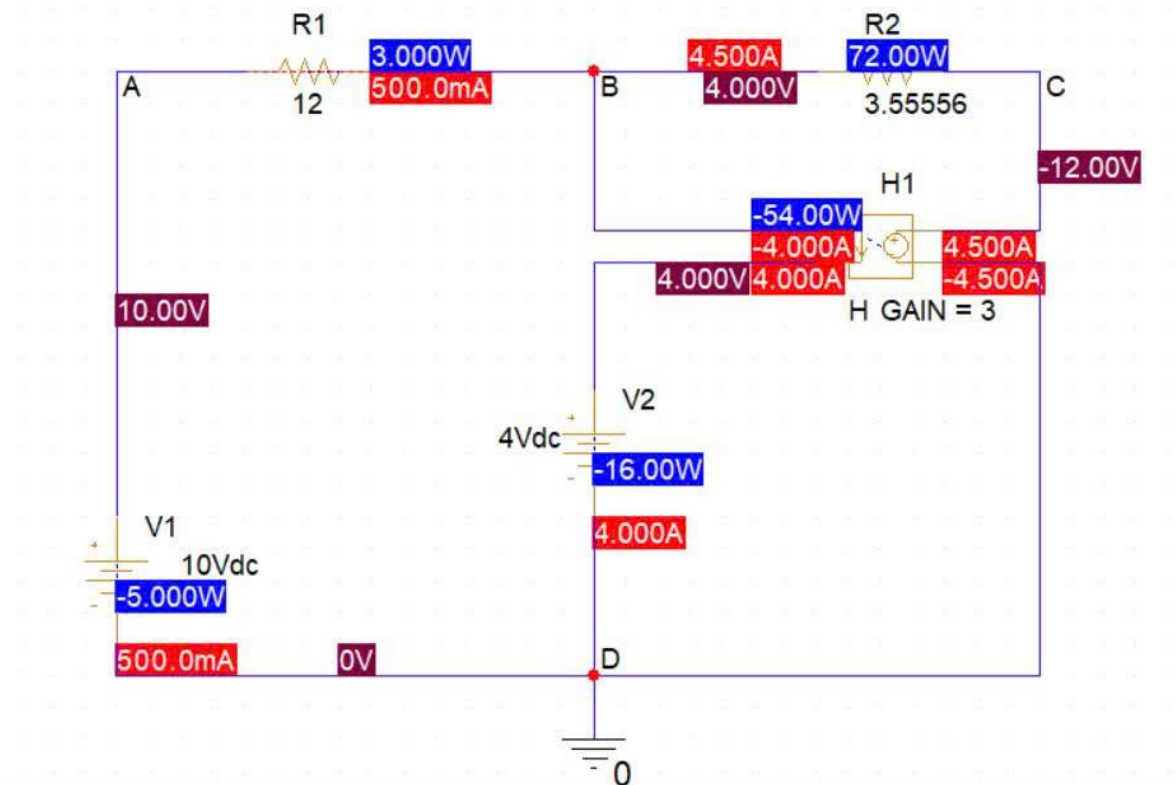 R1
R2
3.000W
4.500A
72.00W
A
B
C
12
500.0mA
4.000V
3.55556
-12.00V
H1
-54.00W
-4.000A
4.500A
4.000V
4.000A
-4.500A
10.00V
H GAIN = 3
V2
4Vdc
-16.00W
4.000A
V1
10Vdc
-5.000W
500.0mA
0V
D
0